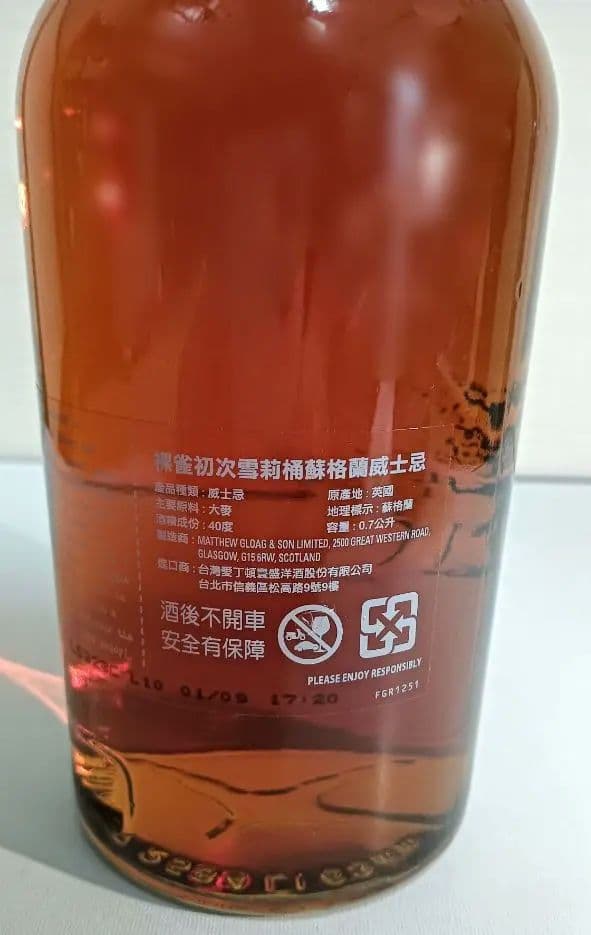 裸雀初次雪莉桶蘇格蘭威士忌
產品種類 : 威士忌 原產地 : 英國
主要原料 : 大麥 地理標示 : 蘇格蘭
酒精成份 : 40度 容量 : 0.7公升
製造商 : MATTHEW GLOAG & SON LIMITED, 2500 GREAT WESTERN ROAD,
GLASGOW, G15 6RW, SCOTLAND
進口商 : 台灣愛丁頓寰盛洋酒股份有限公司
台北市信義區松高路9號9樓
酒後不開車
安全有保障
PLEASE ENJOY RESPONSIBLY
FGR1251
L10 01/09 17:20